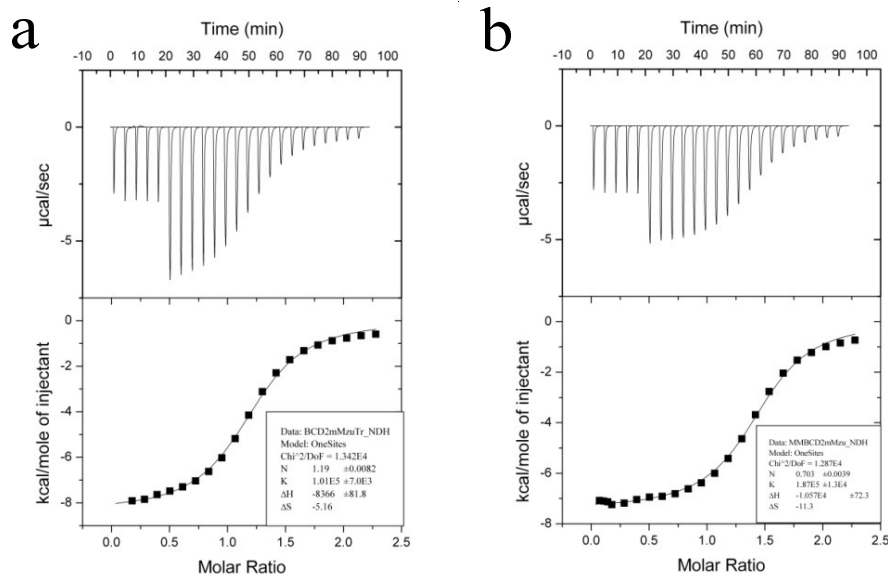 a
Time (min)
-10 0 10 20 30 40 50 60 70 80 90 100
0
-5
µcal/sec
0
-2
-4
-6
-8
kcal/mole of injectant
Data: BCD2mMzuTr_NDH
Model: OneSites
Chi^2/DoF = 1.342E4
N 1.19 ±0.0082
K 1.01E5 ±7.0E3
ΔH -8366 ±81.8
ΔS -5.16
0.0 0.5 1.0 1.5 2.0 2.5
Molar Ratio
b
Time (min)
-10 0 10 20 30 40 50 60 70 80 90 100
0
-5
µcal/sec
0
-2
-4
-6
-8
kcal/mole of injectant
Data: MMBCD2mMzu_NDH
Model: OneSites
Chi^2/DoF = 1.287E4
N 0.703 ±0.0039
K 1.87E5 ±1.3E4
ΔH -1.057E4 ±72.3
ΔS -11.3
0.0 0.5 1.0 1.5 2.0 2.5
Molar Ratio